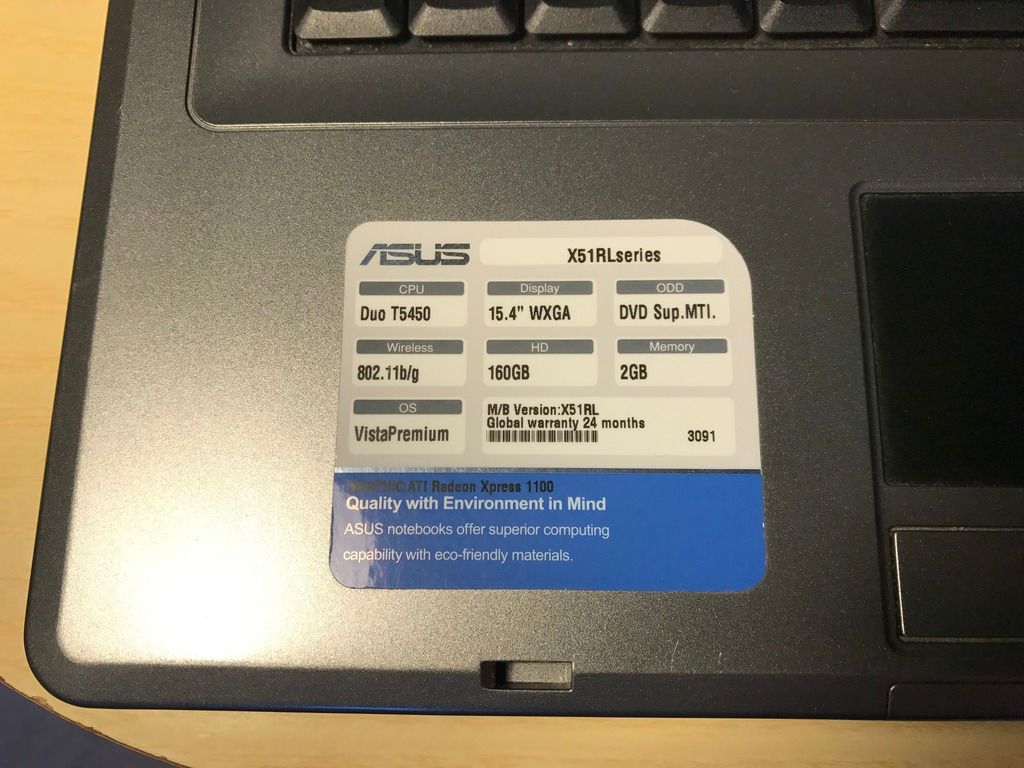 ASUS X51RLseries
CPU Display ODD
Duo T5450 15.4" WXGA DVD Sup.MTI.
Wireless HD Memory
802.11b/g 160GB 2GB
OS
VistaPremium
M/B Version:X51RL
Global warranty 24 months
3091
GRAPHIC:ATI Radeon Xpress 1100
Quality with Environment in Mind
ASUS notebooks offer superior computing
capability with eco-friendly materials.